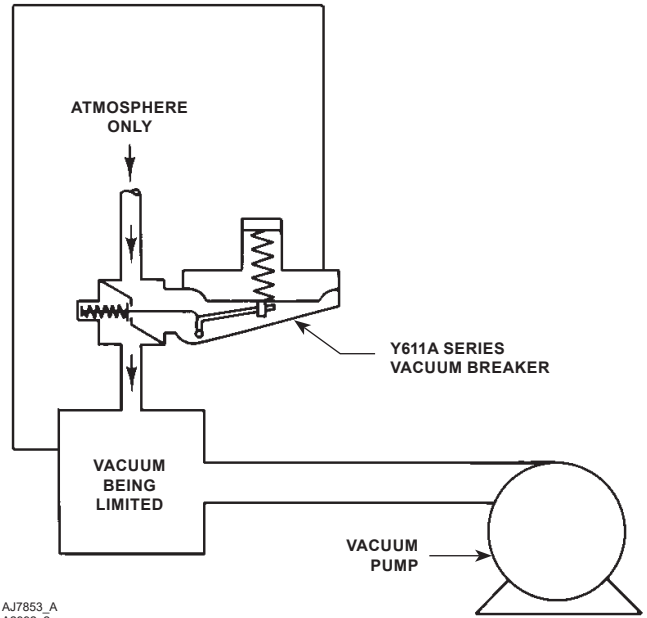 ATMOSPHERE
ONLY
Y611A SERIES
VACUUM BREAKER
VACUUM
BEING
LIMITED
VACUUM
PUMP
AJ7853_A